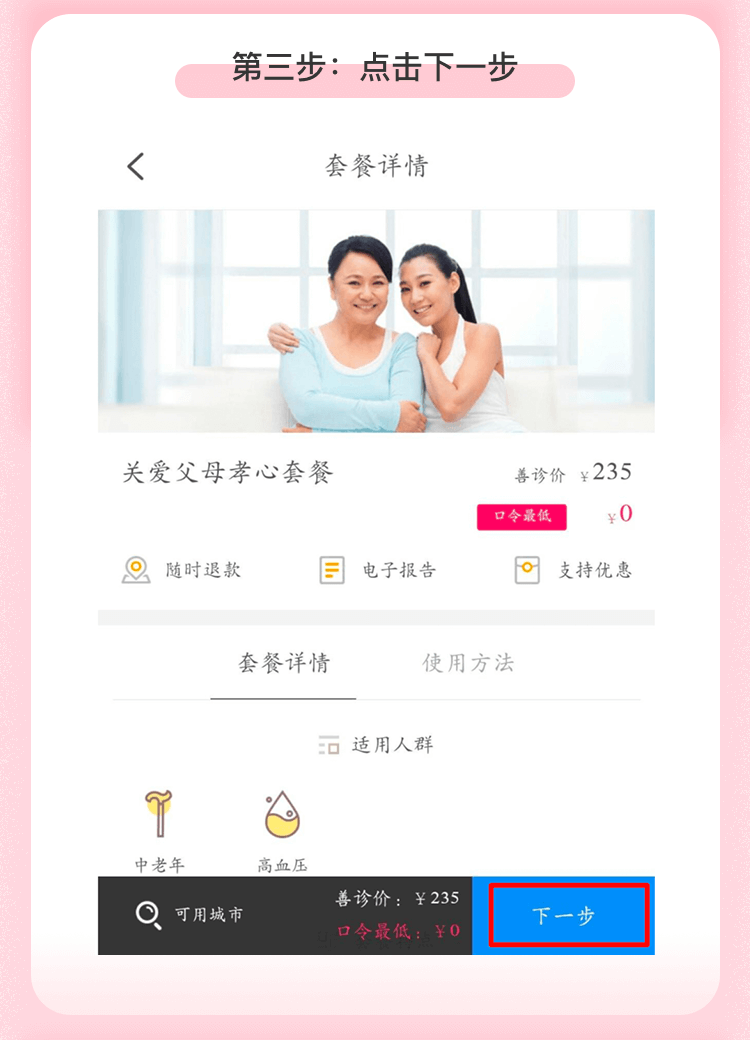 第三步：点击下一步
套餐详情
关爱父母孝心套餐
善诊价 ¥235
口令最低 ¥0
随时退款 电子报告 支持优惠
套餐详情 使用方法
适用人群
中老年 高血压
可用城市
善诊价：¥235
口令最低：¥0
下一步